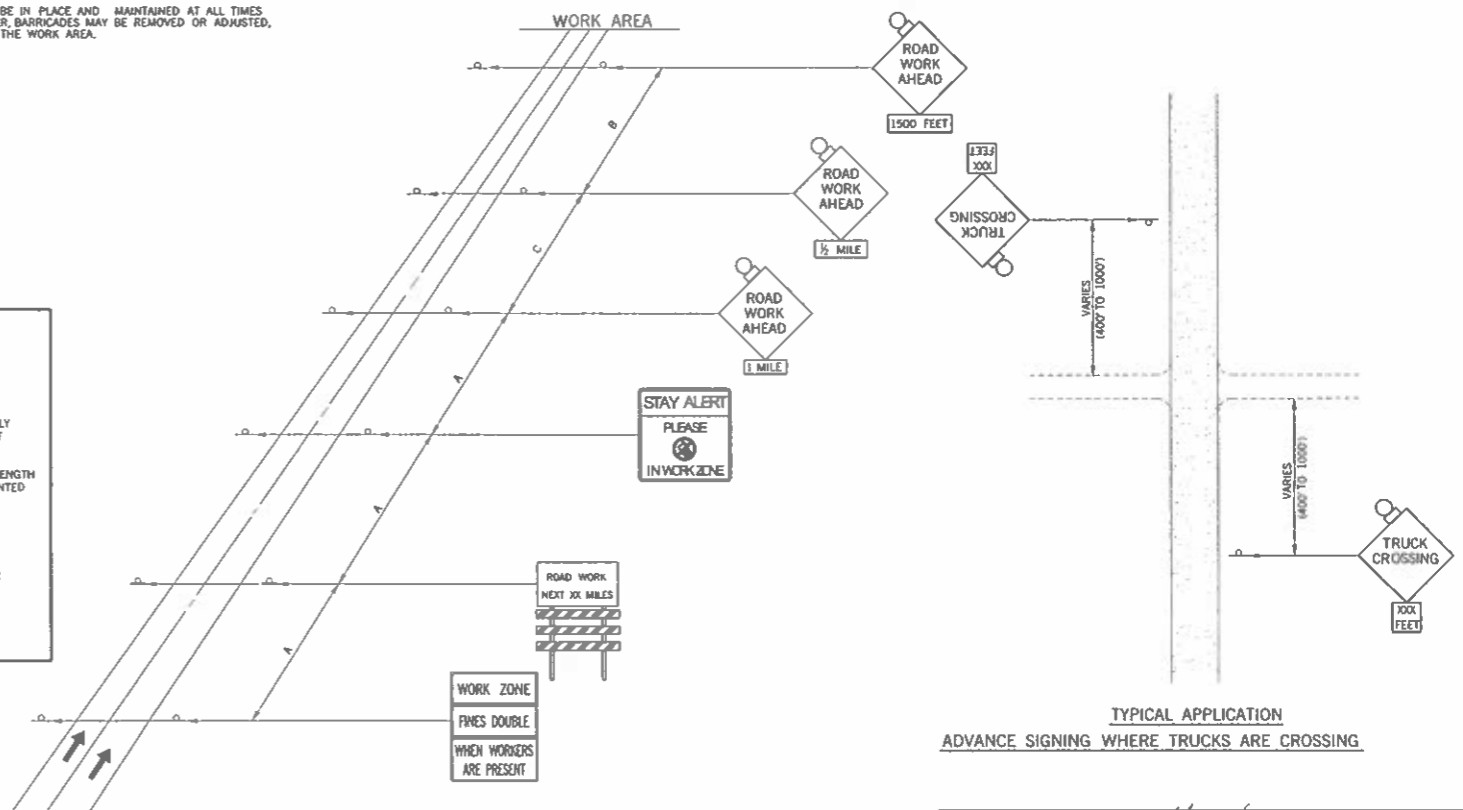 BE IN PLACE AND MAINTAINED AT ALL TIMES
R, BARRICADES MAY BE REMOVED OR ADJUSTED,
THE WORK AREA.
WORK AREA
ROAD
WORK
AHEAD
1500 FEET
B
ROAD
WORK
AHEAD
½ MILE
C
ROAD
WORK
AHEAD
1 MILE
A
STAY ALERT
PLEASE
IN WORK ZONE
A
ROAD WORK
NEXT XX MILES
A
WORK ZONE
FINES DOUBLE
WHEN WORKERS
ARE PRESENT
LY
ENGTH
NTED
XXX
FEET
TRUCK
CROSSING
VARIES
(400' TO 1000')
VARIES
(400' TO 1000')
TRUCK
CROSSING
XXX
FEET
TYPICAL APPLICATION
ADVANCE SIGNING WHERE TRUCKS ARE CROSSING